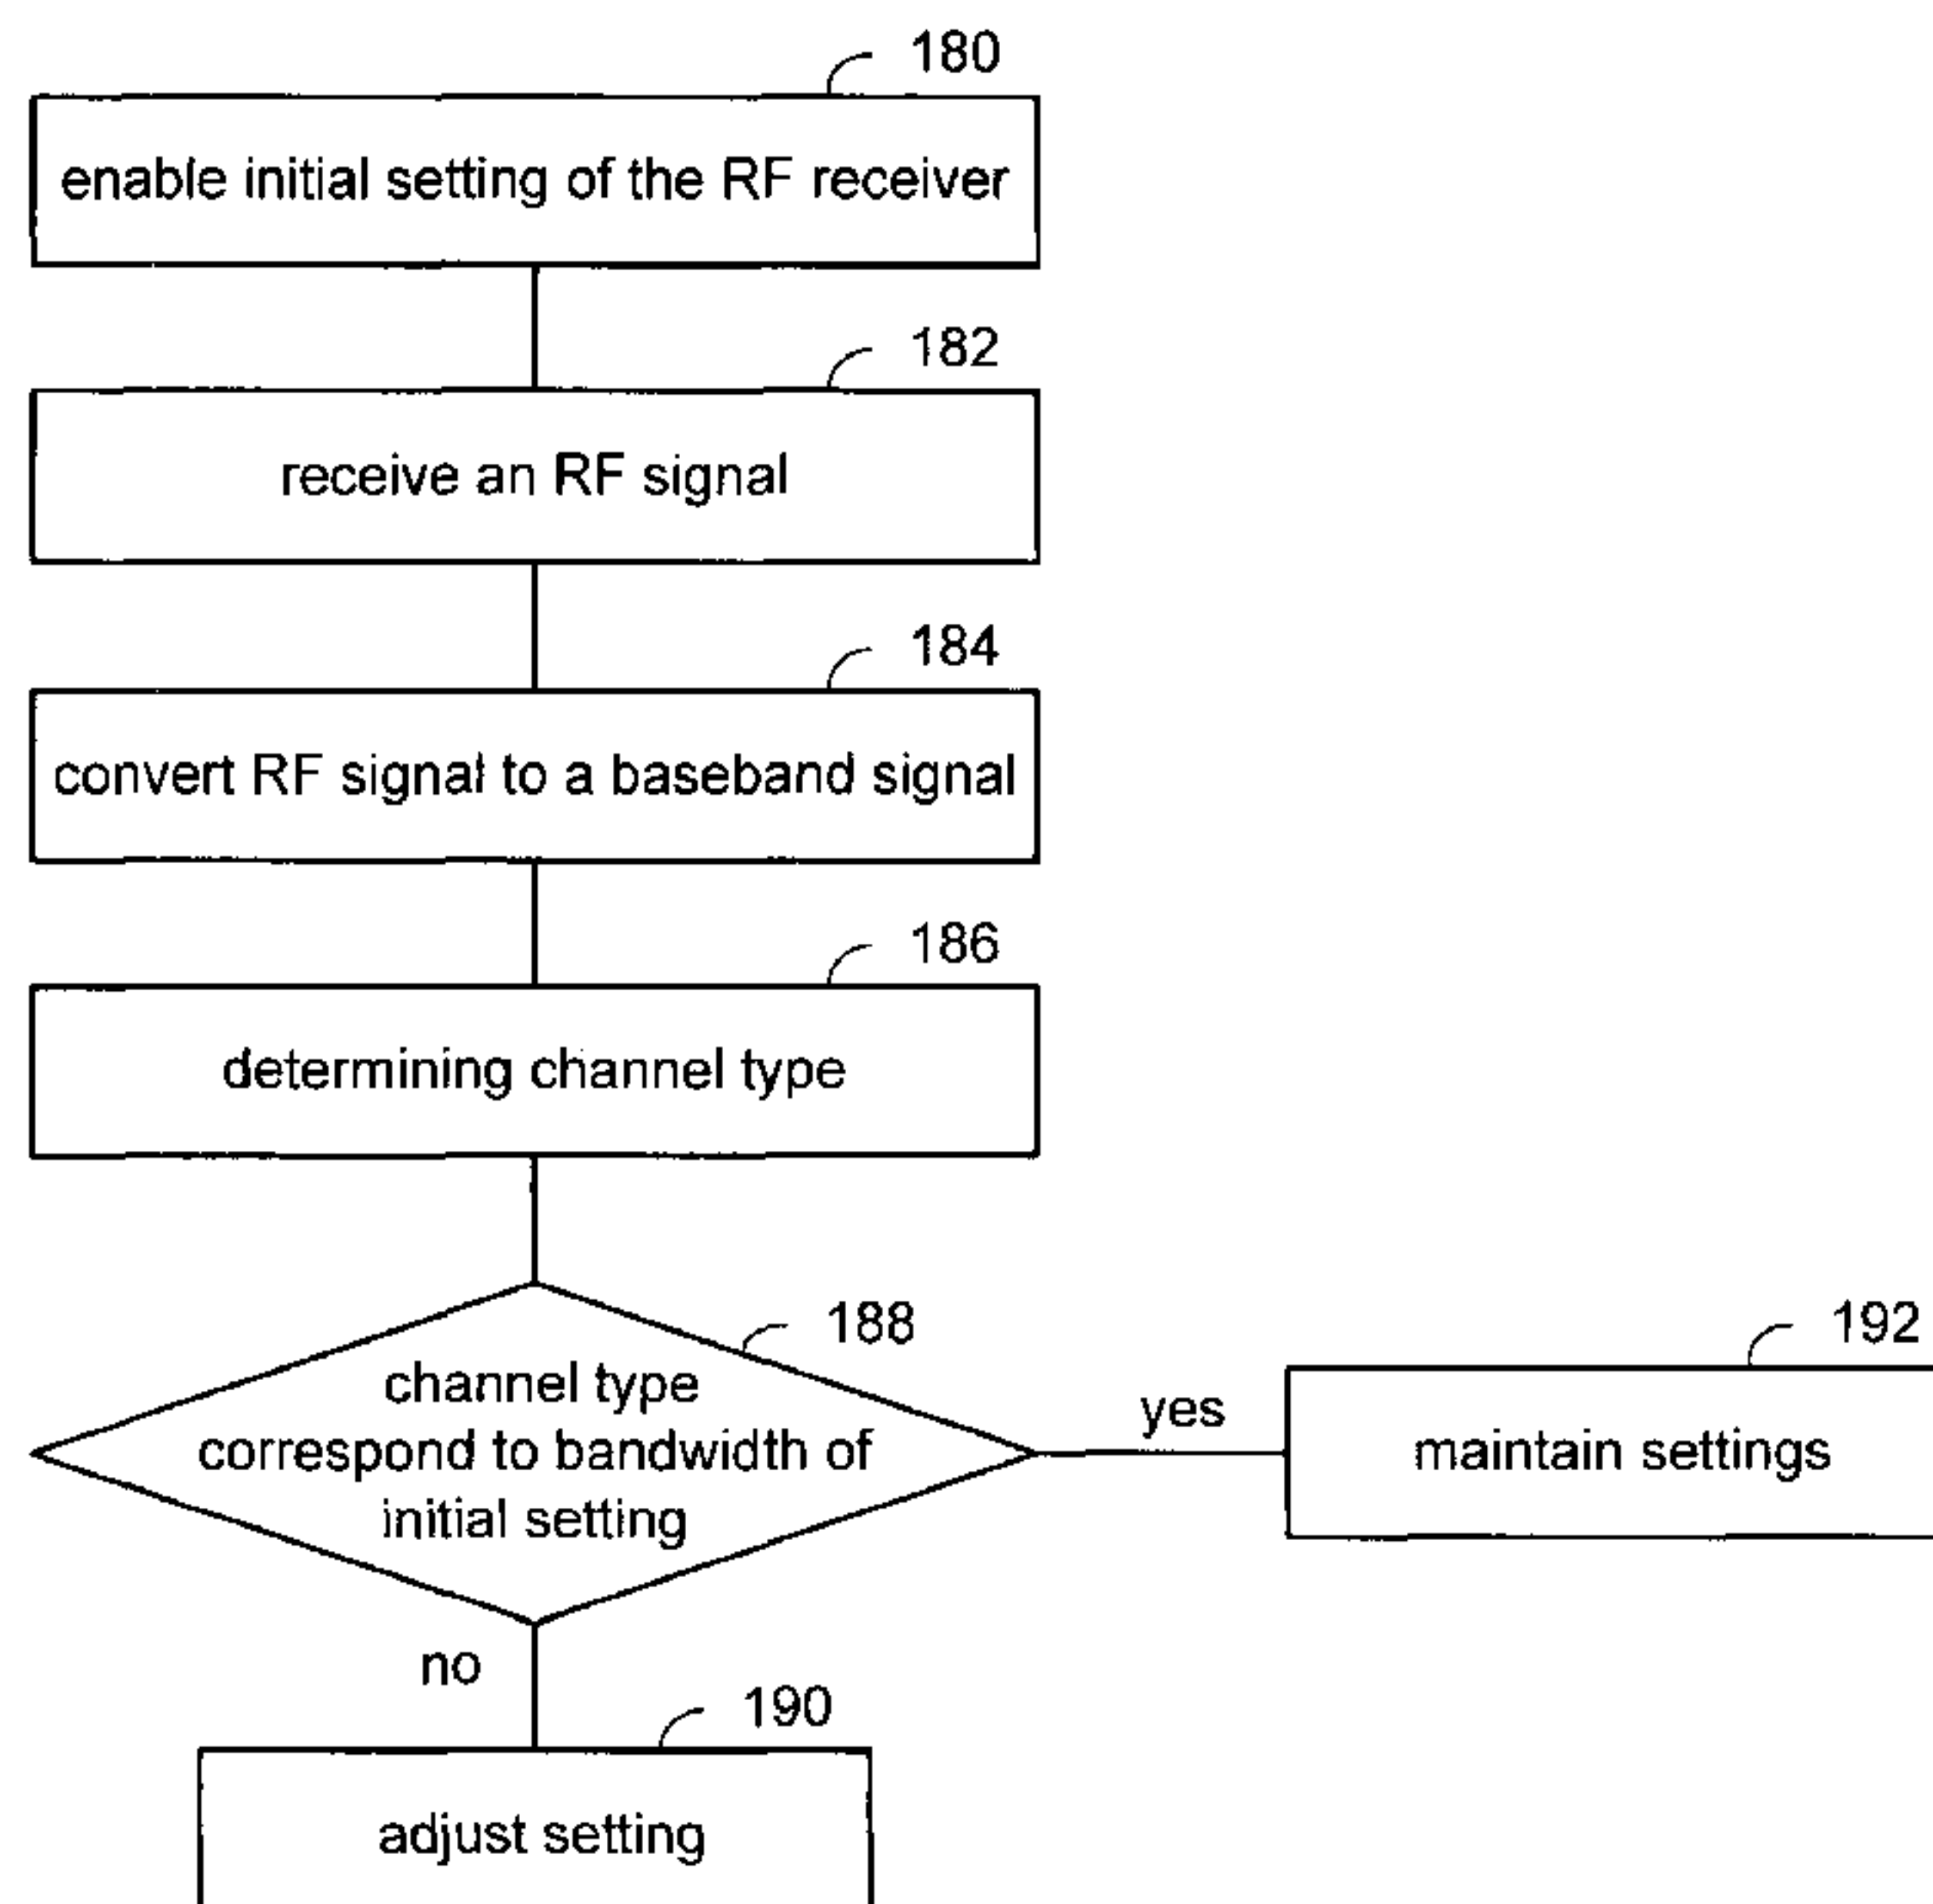 180
enable initial setting of the RF receiver
182
receive an RF signal
184
convert RF signal to a baseband signal
186
determining channel type
188
channel type
correspond to bandwidth of
initial setting
yes
192
maintain settings
no
190
adjust setting